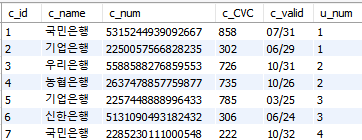 c_id c_name c_num c_CVC c_valid u_num
1 국민은행 5315244939092667 858 07/31 1
2 기업은행 2250057566828235 302 06/29 1
3 우리은행 5588588276859553 726 10/31 2
4 농협은행 2637478857759877 735 10/26 2
5 기업은행 2257448888996433 785 03/25 3
6 신한은행 5131090493182432 306 06/24 3
7 국민은행 2285230111000548 222 10/32 4